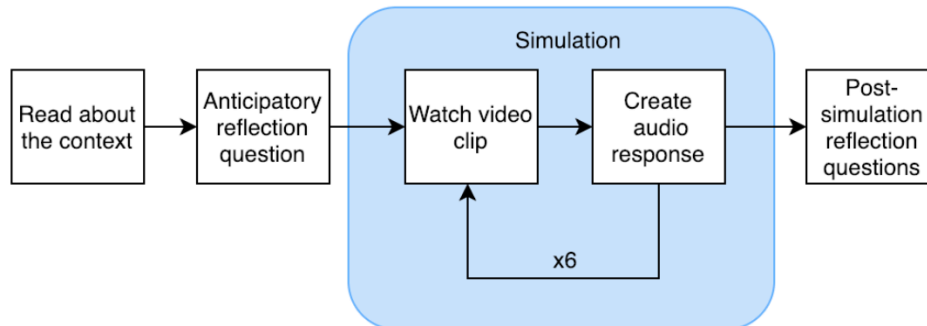 Simulation
Read about
the context
Anticipatory
reflection
question
Watch video
clip
Create
audio
response
Post-
simulation
reflection
questions
x6